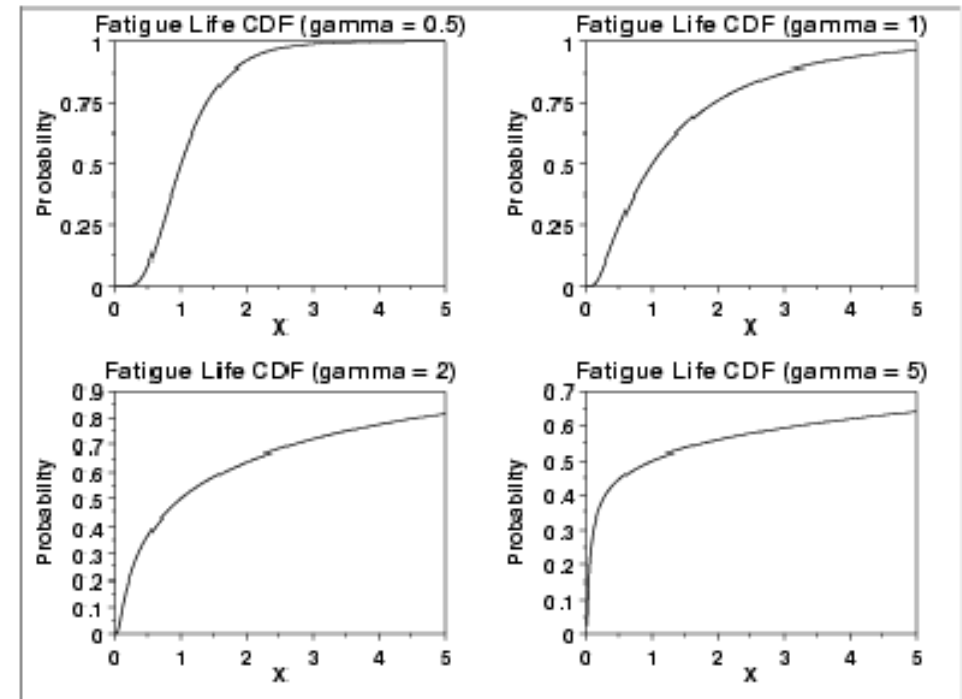 Fatigue Life CDF (gamma = 0.5)
1
0.75
0.5
0.25
0
Probability
0 1 2 3 4 5
X
Fatigue Life CDF (gamma = 1)
1
0.75
0.5
0.25
0
Probability
0 1 2 3 4 5
X
Fatigue Life CDF (gamma = 2)
0.9
0.8
0.7
0.6
0.5
0.4
0.3
0.2
0.1
0
Probability
0 1 2 3 4 5
X
Fatigue Life CDF (gamma = 5)
0.7
0.6
0.5
0.4
0.3
0.2
0.1
0
Probability
0 1 2 3 4 5
X